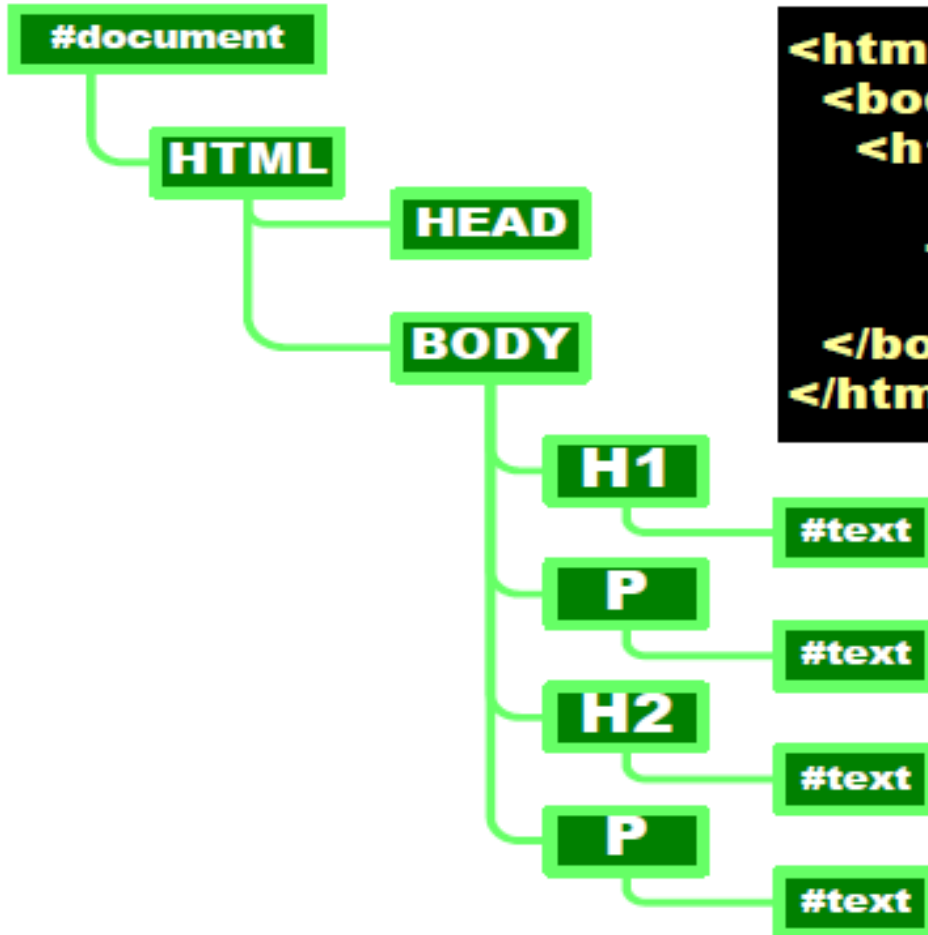 #document
HTML
HEAD
BODY
H1
#text
P
#text
H2
#text
P
#text
<htm
<bo
<h
</bo
</htm